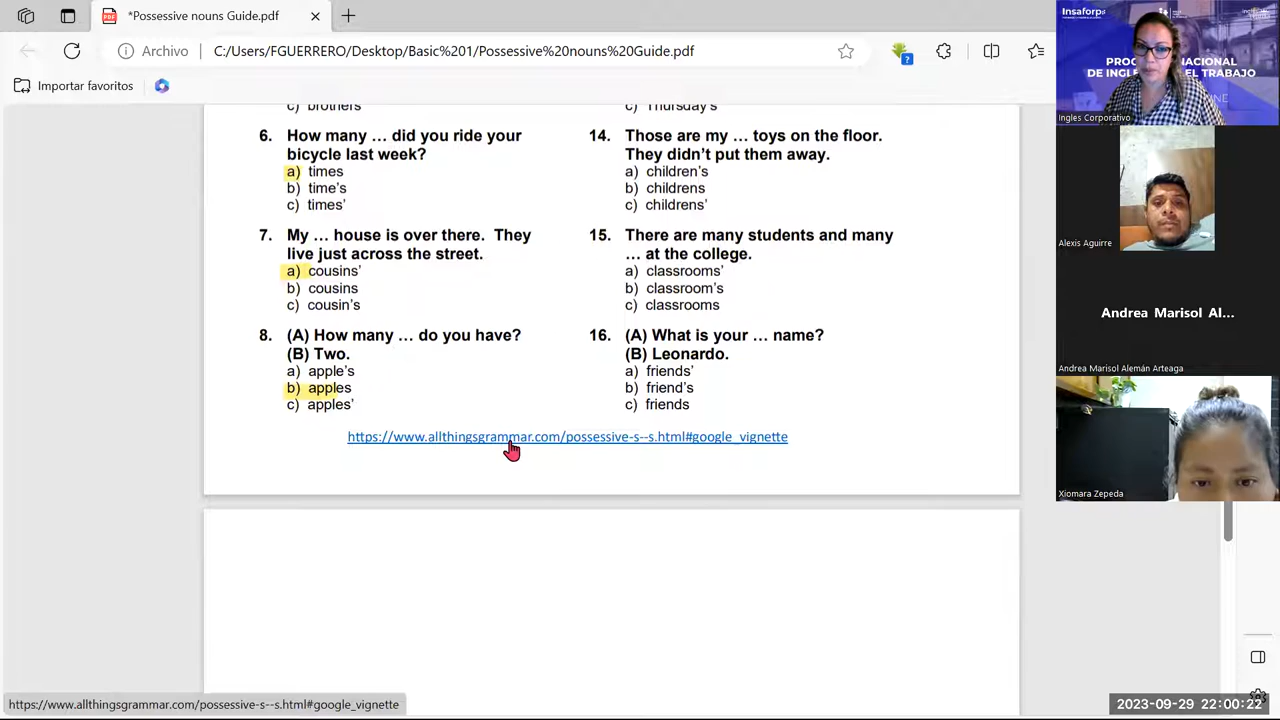 *Possessive nouns Guide.pdf
Archivo
C:/Users/FGUERRERO/Desktop/Basic%201/Possessive%20nouns%20Guide.pdf
Importar favoritos
c) brothers
6. How many … did you ride your
bicycle last week?
a) times
b) time's
c) times'
7. My … house is over there. They
live just across the street.
a) cousins'
b) cousins
c) cousin's
8. (A) How many … do you have?
(B) Two.
a) apple's
b) apples
c) apples'
c) Thursday's
14. Those are my … toys on the floor.
They didn't put them away.
a) children's
b) childrens
c) childrens'
15. There are many students and many
… at the college.
a) classrooms'
b) classroom's
c) classrooms
16. (A) What is your … name?
(B) Leonardo.
a) friends'
b) friend's
c) friends
https://www.allthingsgrammar.com/possessive-s--s.html#google_vignette
https://www.allthingsgrammar.com/possessive-s--s.html#google_vignette
Insaforp
DE INGL EL TRABAJO
Ingles Corporativo
Alexis Aguirre
Andrea Marisol Al...
Andrea Marisol Alemán Arteaga
Xiomara Zepeda
2023-09-29 22:00:22